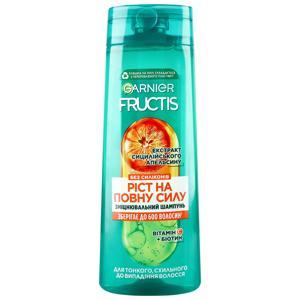 GARNIER
FRUCTIS
ЕКСТРАКТ
СИЦИЛІЙСЬКОГО
АПЕЛЬСИНУ
БЕЗ СИЛІКОНІВ
РІСТ НА
ПОВНУ СИЛУ
ЗМІЦНЮВАЛЬНИЙ ШАМПУНЬ
ЗБЕРІГАЄ ДО 600 ВОЛОСИН
ВІТАМІН
+ БІОТИН
ДЛЯ ТОНКОГО, СХИЛЬНОГО
ДО ВИПАДІННЯ ВОЛОССЯ